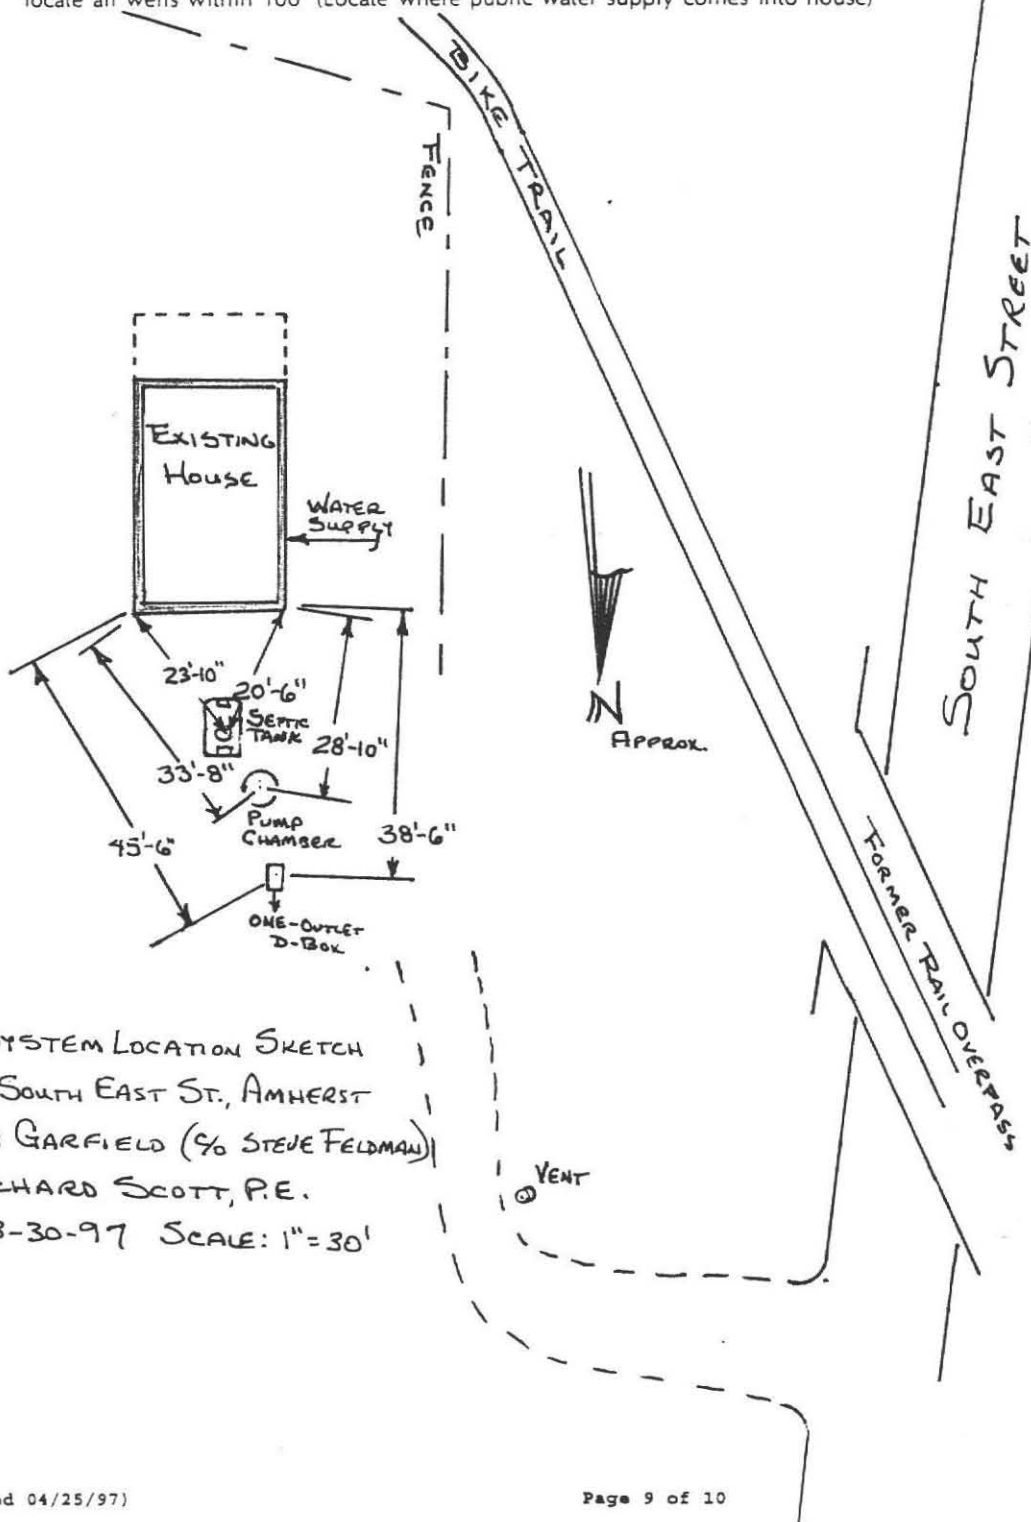 locate all wells within 100' (Locate where public water supply comes into house)
BIKE TRAIL
FENCE
SOUTH EAST STREET
EXISTING
HOUSE
WATER
SUPPLY
23'-10"
20'-6"
SEPTIC
TANK
28'-10"
33'-8"
N
APPROX.
PUMP
CHAMBER
38'-6"
45'-6"
FORMER RAIL OVERPASS
ONE-OUTLET
D-BOX
YSTEM LOCATION SKETCH
SOUTH EAST ST., AMHERST
: GARFIELD (C/O STEVE FELDMAN)
CHARD SCOTT, P.E.
3-30-97 SCALE: 1"=30'
VENT
d 04/25/97)
Page 9 of 10